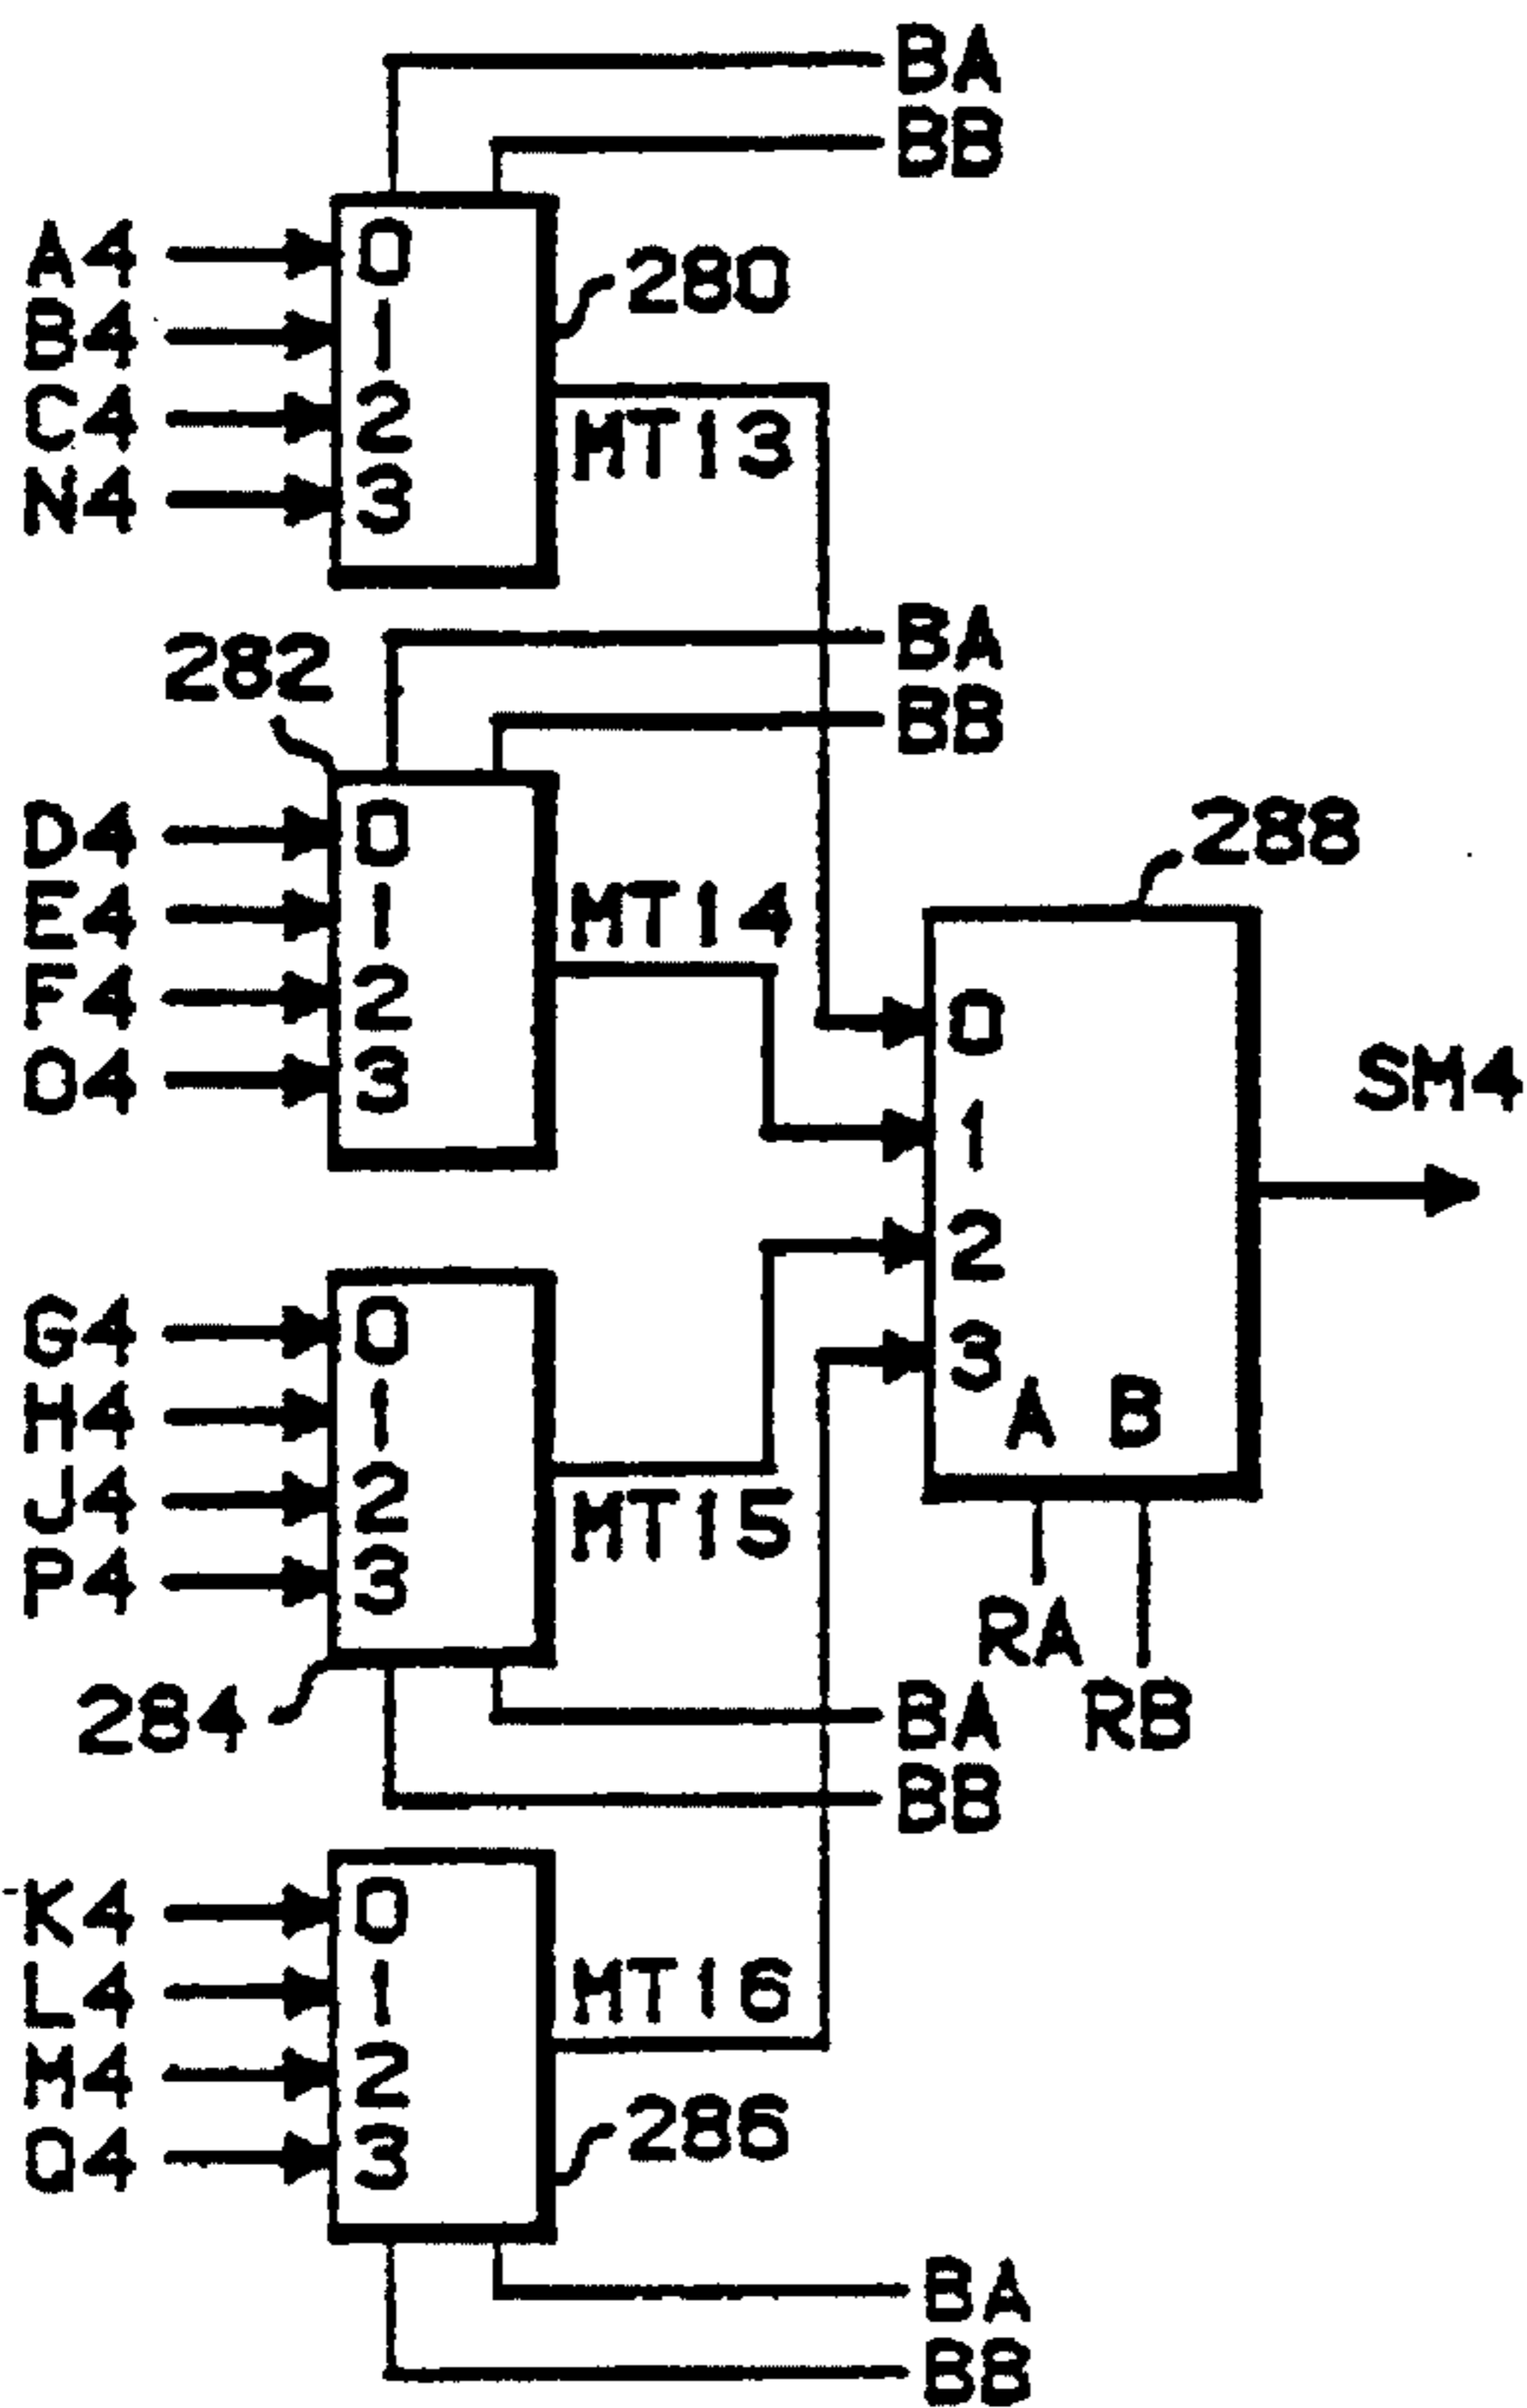 BA
BB
A4 0
B4 1
C4 2
N4 3
280
MT13
282
BA
BB
D4 0
E4 1
F4 2
O4 3
MT14
288
0
1
2
3
A B
SM4
RA
RB
G4 0
H4 1
J4 2
P4 3
MT15
284
BA
BB
K4 0
L4 1
M4 2
Q4 3
MT16
286
BA
BB